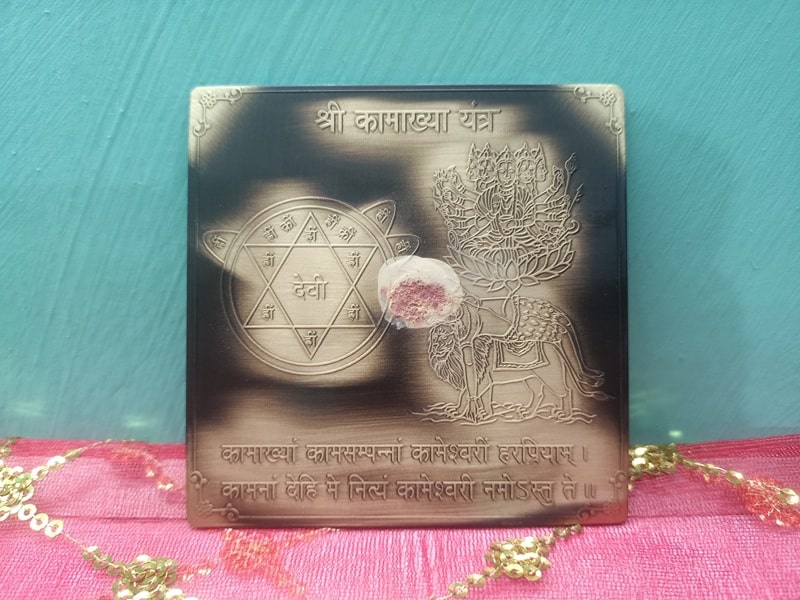 श्री कामाख्या यंत्र
ह्रीं
देवी
ह्रीं
कामाख्यां कामसम्पन्नां कामेश्वरीं हरप्रियाम् ।
कामनां देहि मे नित्यं कामेश्वरी नमोऽस्तु ते ॥